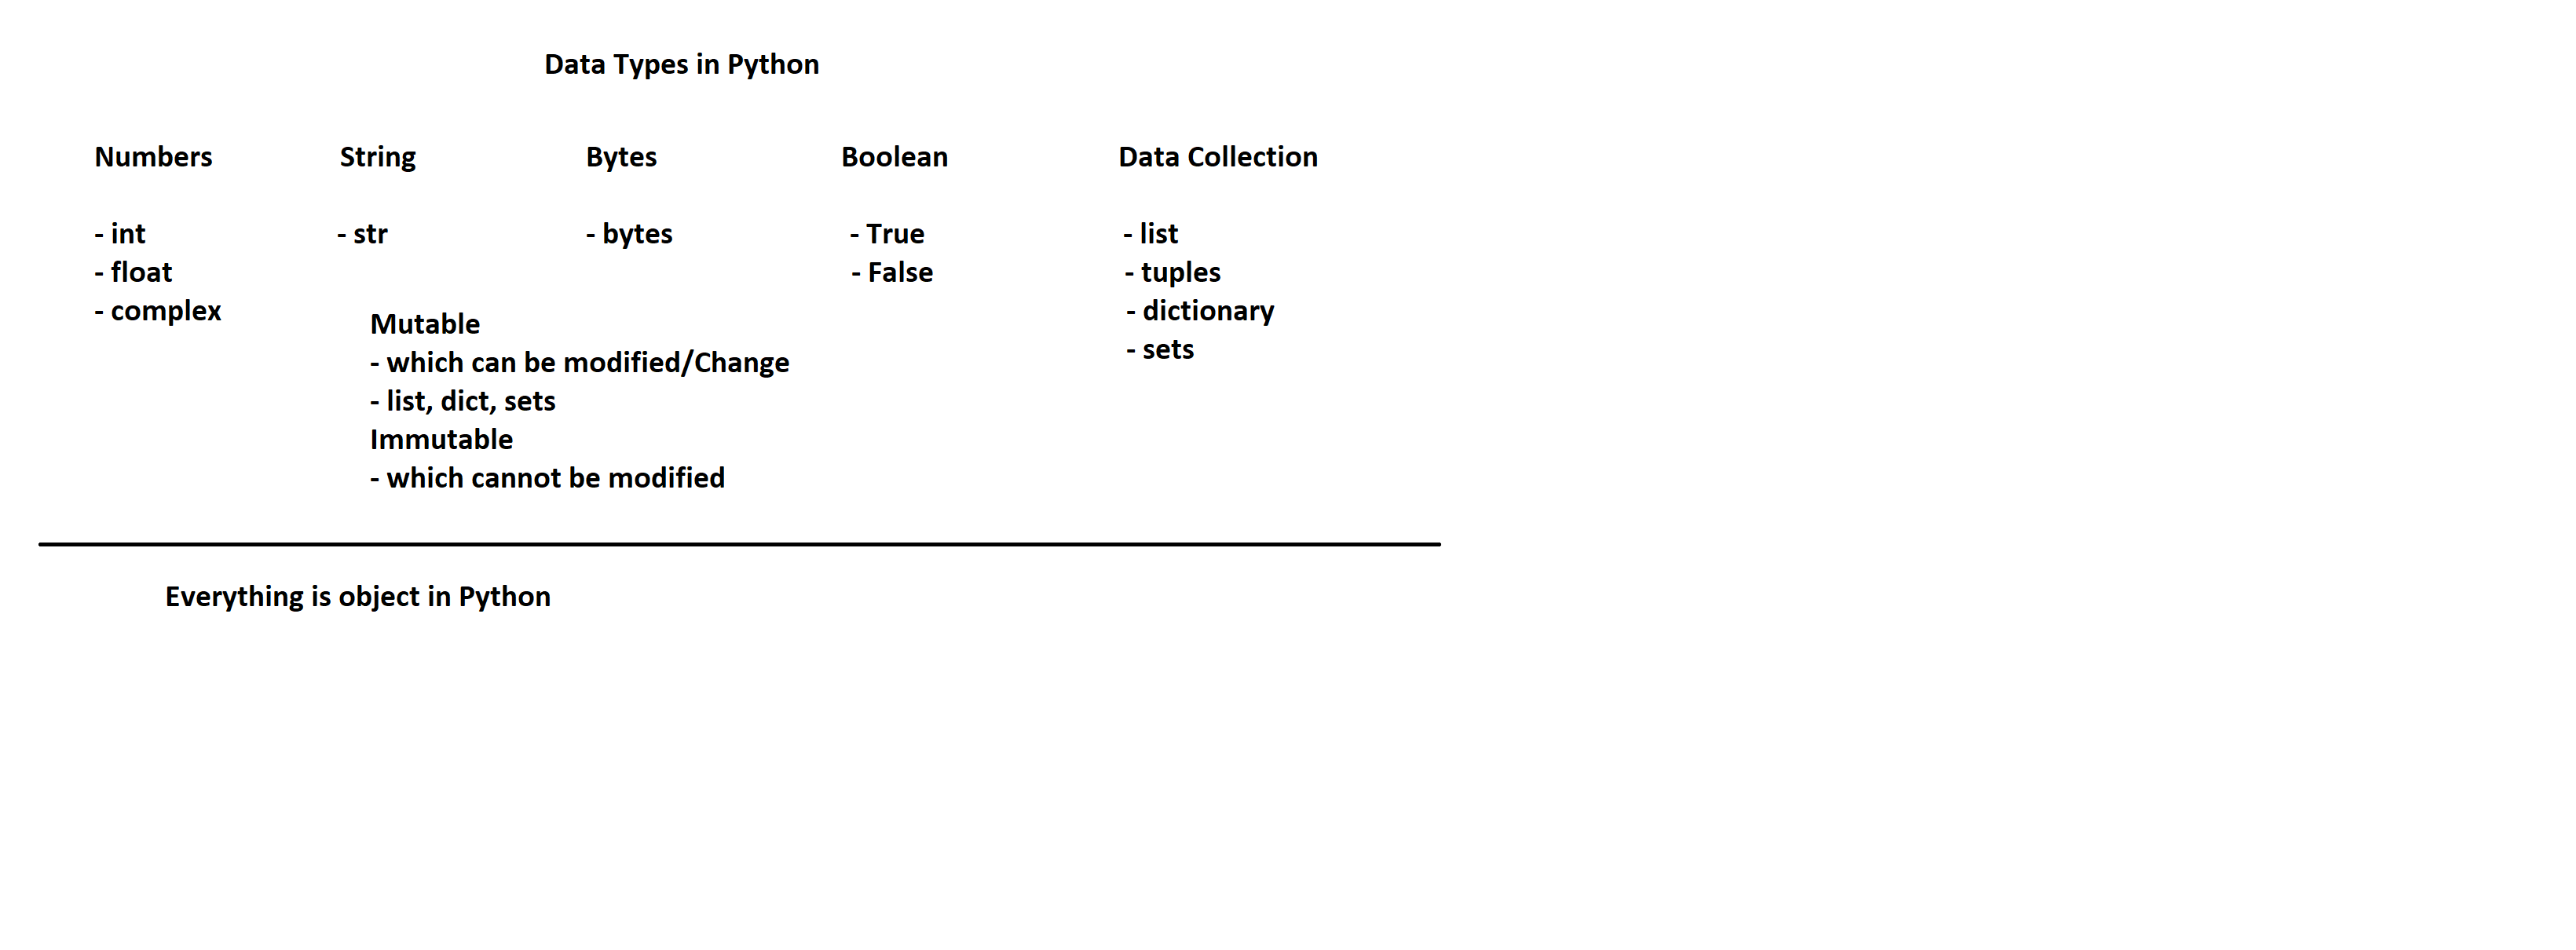 Data Types in Python
Numbers String Bytes Boolean Data Collection
- int - str - bytes - True - list
- float - False - tuples
- complex - dictionary
- sets
Mutable
- which can be modified/Change
- list, dict, sets
Immutable
- which cannot be modified
Everything is object in Python